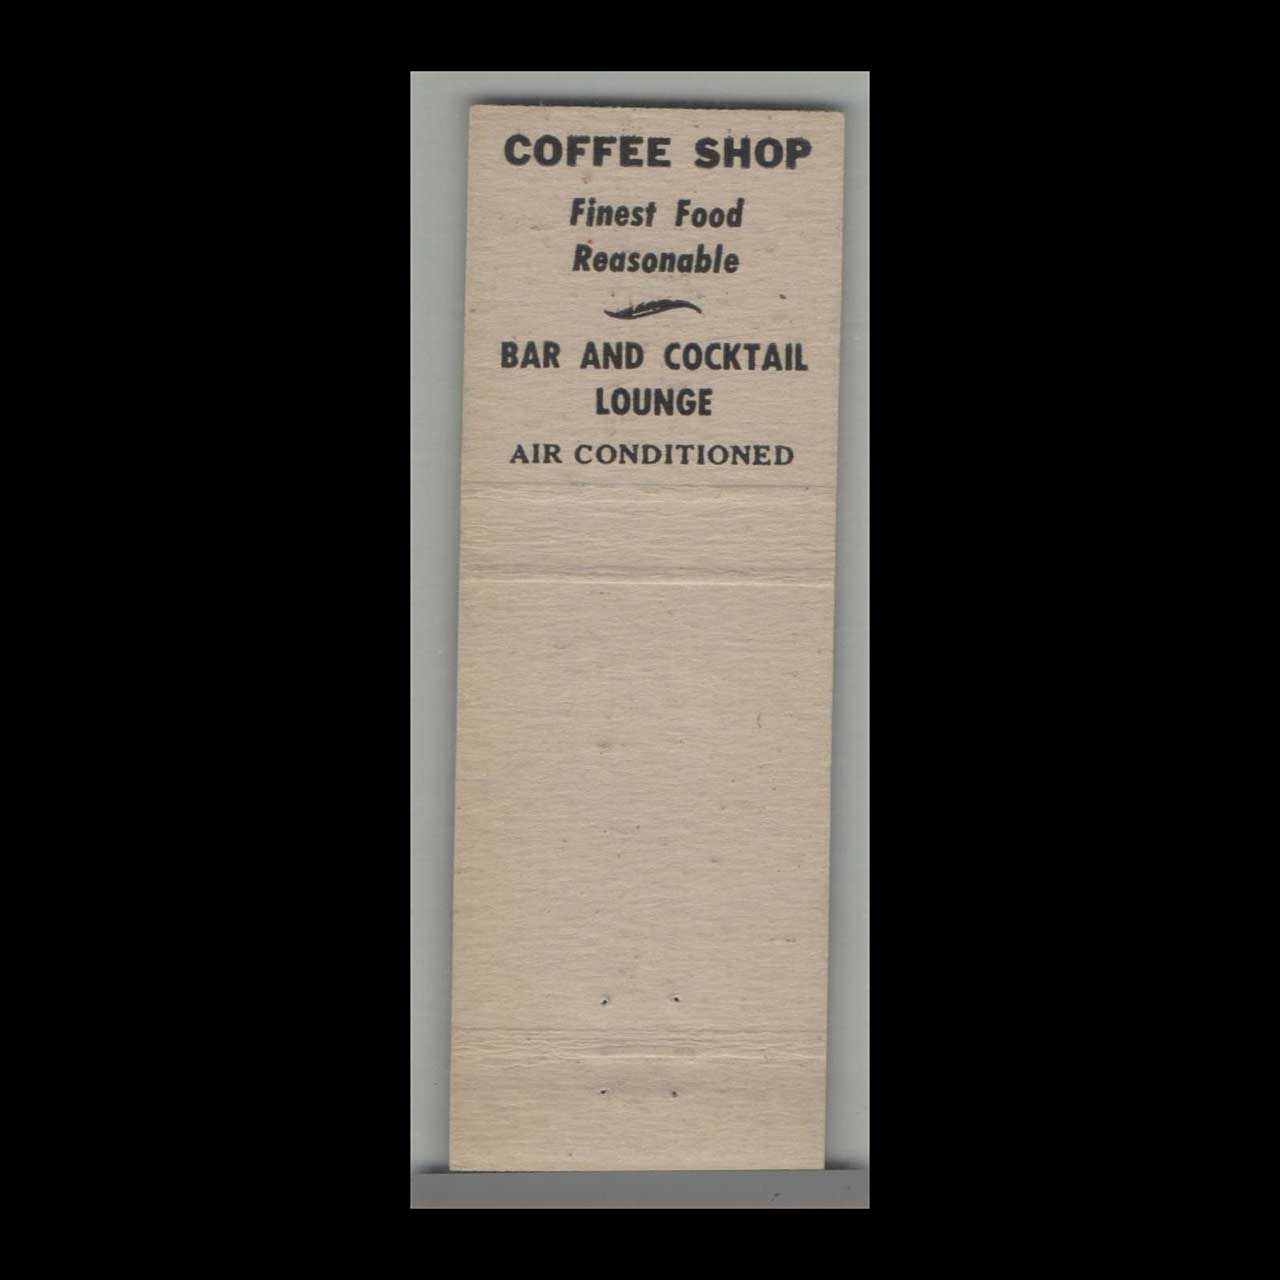 COFFEE SHOP
Finest Food
Reasonable
BAR AND COCKTAIL
LOUNGE
AIR CONDITIONED